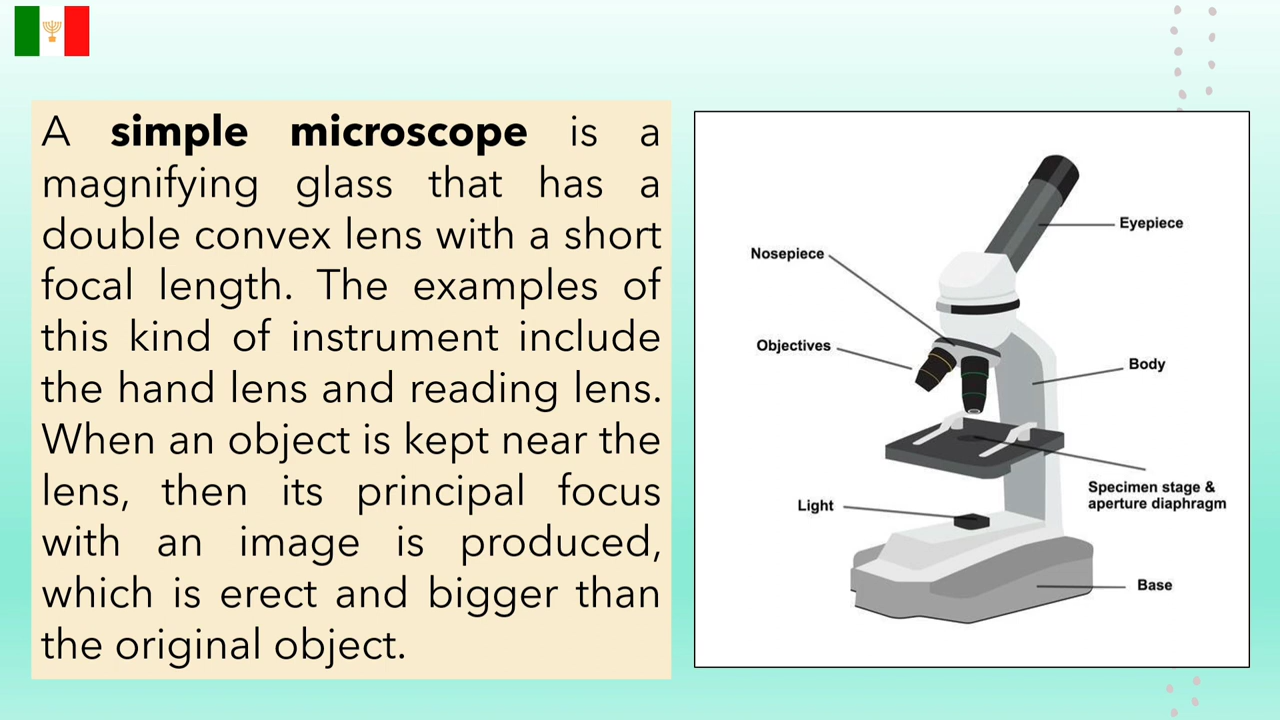 A simple microscope is a
magnifying glass that has a
double convex lens with a short
focal length. The examples of
this kind of instrument include
the hand lens and reading lens.
When an object is kept near the
lens, then its principal focus
with an image is produced,
which is erect and bigger than
the original object.
Eyepiece
Nosepiece
Objectives
Body
Specimen stage &
aperture diaphragm
Light
Base